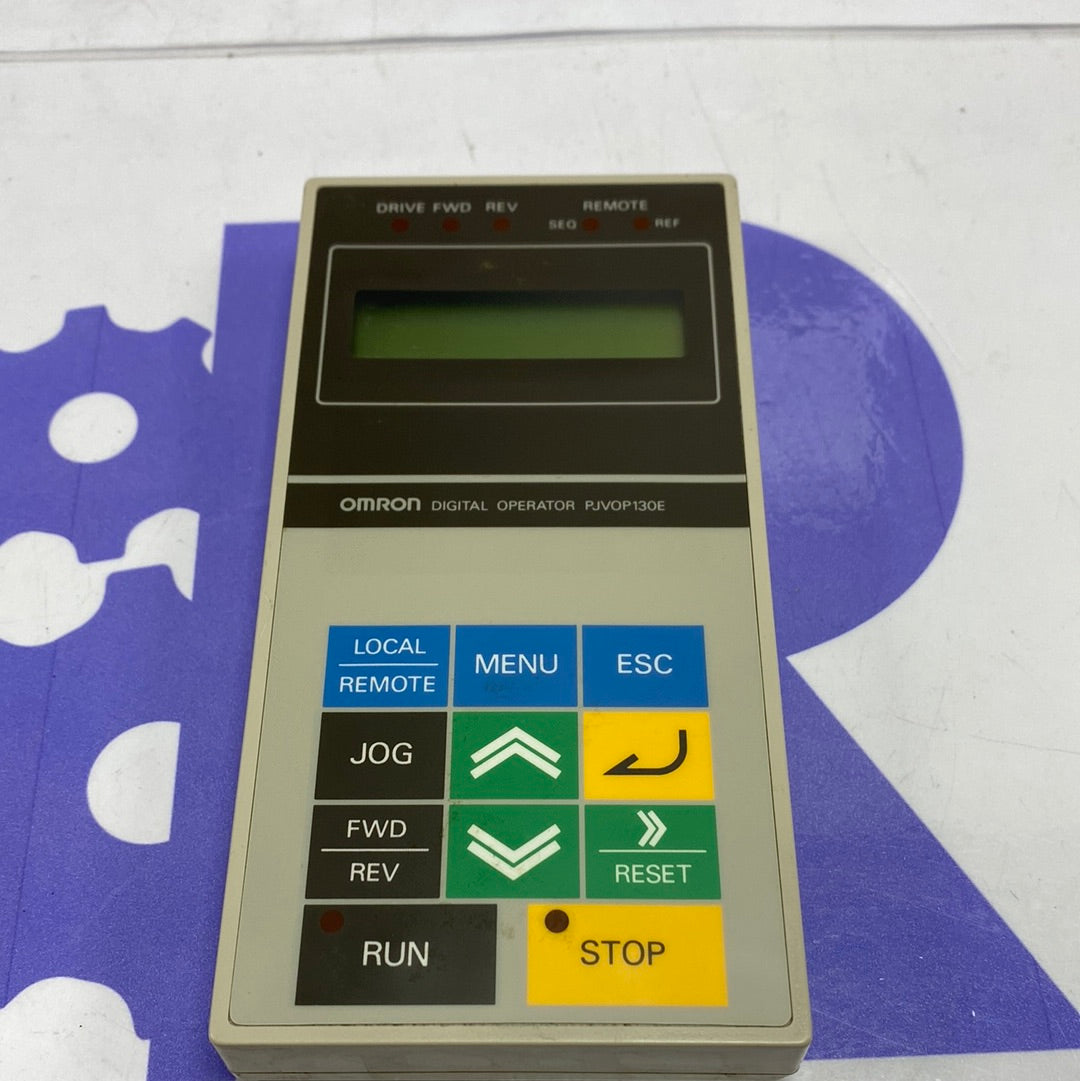 DRIVE FWD REV REMOTE
SEQ REF
OMRON DIGITAL OPERATOR PJVOP130E
LOCAL
REMOTE
MENU
ESC
JOG
FWD
REV
RESET
RUN
STOP
R